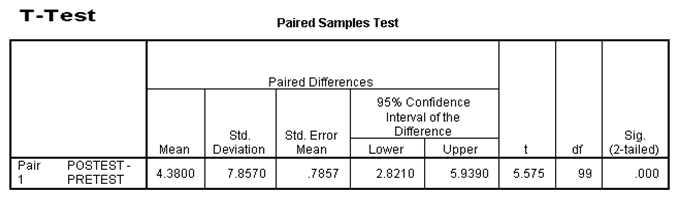 T-Test
Paired Samples Test
Paired Differences
95% Confidence
Interval of the
Difference
Std.
Std. Error
Sig.
Mean
Deviation
Mean
Lower
Upper
t
df
(2-tailed)
Pair POSTEST -
1 PRETEST
4.3800 7.8570 .7857 2.8210 5.9390 5.575 99 .000